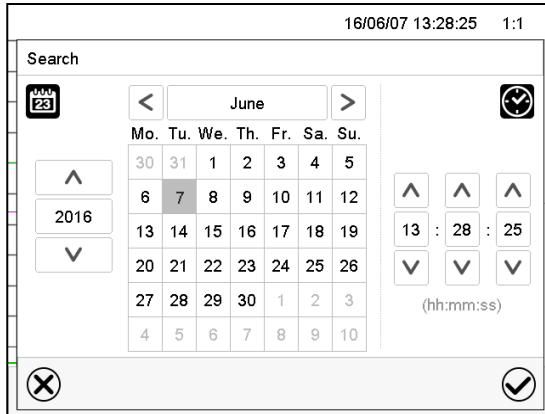 16/06/07 13:28:25 1:1
Search
23
< June >
Mo. Tu. We. Th. Fr. Sa. Su.
30 31 1 2 3 4 5
6 7 8 9 10 11 12
2016
13 14 15 16 17 18 19
13 : 28 : 25
20 21 22 23 24 25 26
27 28 29 30 1 2 3
(hh:mm:ss)
4 5 6 7 8 9 10